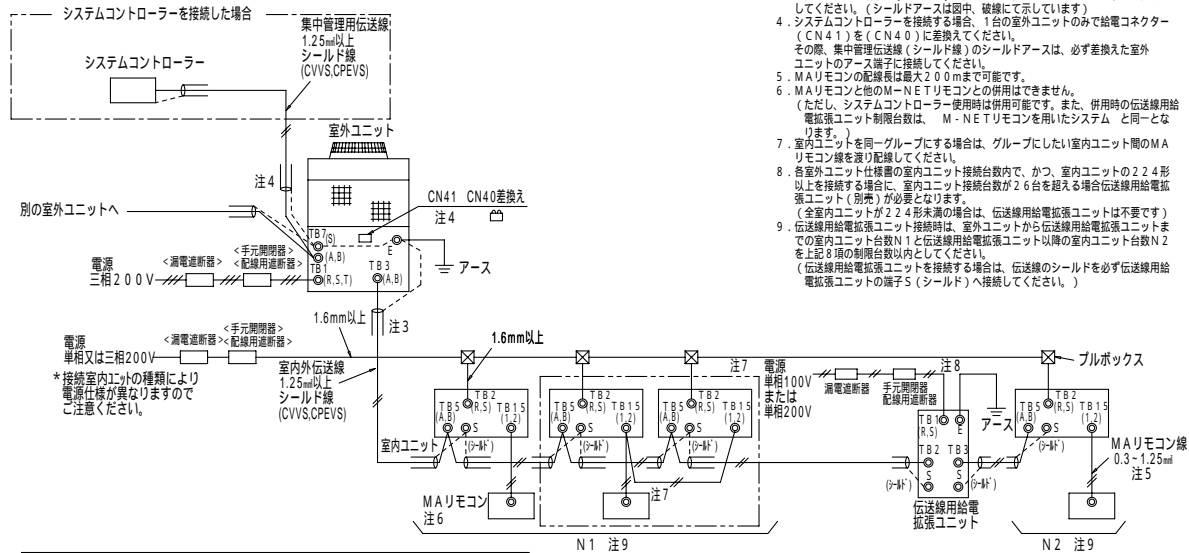 システムコントローラーを接続した場合
集中管理用伝送線
1.25㎟以上
シールド線
(CVVS,CPEVS)
システムコントローラー
室外ユニット
注4
CN41 CN40差換え
注4
別の室外ユニットへ
TB7(S)
(A,B)
TB1
(R,S,T)
TB3
(A,B)
E
アース
電源
三相200V
<漏電遮断器>
<手元開閉器>
<配線用遮断器>
注3
1.6mm以上
電源
単相又は三相200V
<漏電遮断器>
<手元開閉器>
<配線用遮断器>
*接続室内ユニットの種類により
電源仕様が異なりますので
ご注意ください。
室内外伝送線
1.25㎟以上
シールド線
(CVVS,CPEVS)
1.6mm以上
室内ユニット
TB5
(A,B)
TB2
(R,S)
TB15
(1,2)
S
(シールド)
MAリモコン
注6
TB5
(A,B)
TB2
(R,S)
TB15
(1,2)
S
(シールド)
TB5
(A,B)
TB2
(R,S)
TB15
(1,2)
S
(シールド)
注7
注7
N1 注9
電源
単相100V
または
単相200V
漏電遮断器
手元開閉器
配線用遮断器
注8
アース
TB1
(R,S)
E
TB2
TB3
S
S
(シールド)
(シールド)
伝送線用給電
拡張ユニット
プルボックス
TB5
(A,B)
TB2
(R,S)
TB15
(1,2)
S
(シールド)
MAリモコン線
0.3~1.25㎟
注5
N2 注9
してください。(シールドアースは図中、破線にて示しています)
4.システムコントローラーを接続する場合、1台の室外ユニットのみで給電コネクター
(CN41)を(CN40)に差換えてください。
その際、集中管理伝送線(シールド線)のシールドアースは、必ず差換えた室外
ユニットのアース端子に接続してください。
5.MAリモコンの配線長は最大200mまで可能です。
6.MAリモコンと他のM-NETリモコンとの併用はできません。
(ただし、システムコントローラー使用時は併用可能です。また、併用時の伝送線用給
電拡張ユニット制限台数は、 M-NETリモコンを用いたシステム と同一とな
ります。)
7.室内ユニットを同一グループにする場合は、グループにしたい室内ユニット間のMA
リモコン線を渡り配線してください。
8.各室外ユニット仕様書の室内ユニット接続台数内で、かつ、室内ユニットの224形
以上を接続する場合に、室内ユニット接続台数が26台を超える場合伝送線用給電拡
張ユニット(別売)が必要となります。
(全室内ユニットが224形未満の場合は、伝送線用給電拡張ユニットは不要です)
9.伝送線用給電拡張ユニット接続時は、室外ユニットから伝送線用給電拡張ユニットま
での室内ユニット台数N1と伝送線用給電拡張ユニット以降の室内ユニット台数N2
を上記8項の制限台数以内としてください。
(伝送線用給電拡張ユニットを接続する場合は、伝送線のシールドを必ず伝送線用給
電拡張ユニットの端子S(シールド)へ接続してください。)